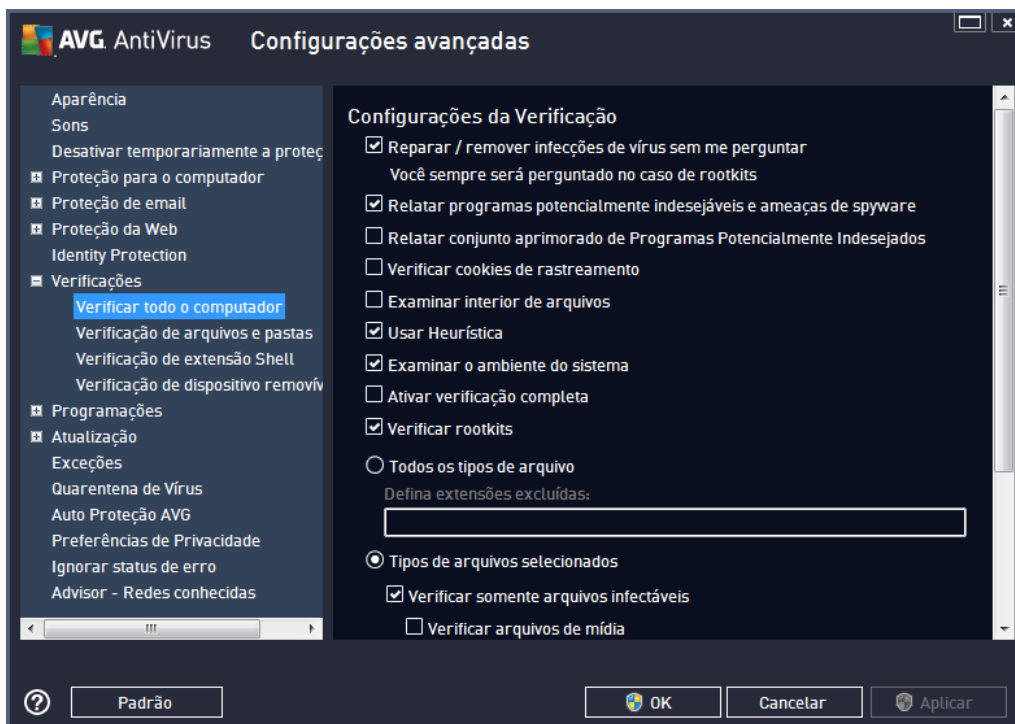 AVG. AntiVirus Configurações avançadas
Aparência
Sons
Desativar temporariamente a proteç
Proteção para o computador
Proteção de email
Proteção da Web
Identity Protection
Verificações
Verificar todo o computador
Verificação de arquivos e pastas
Verificação de extensão Shell
Verificação de dispositivo removív
Programações
Atualização
Exceções
Quarentena de Vírus
Auto Proteção AVG
Preferências de Privacidade
Ignorar status de erro
Advisor - Redes conhecidas
Configurações da Verificação
Reparar / remover infecções de vírus sem me perguntar
Você sempre será perguntado no caso de rootkits
Relatar programas potencialmente indesejáveis e ameaças de spyware
Relatar conjunto aprimorado de Programas Potencialmente Indesejados
Verificar cookies de rastreamento
Examinar interior de arquivos
Usar Heurística
Examinar o ambiente do sistema
Ativar verificação completa
Verificar rootkits
Todos os tipos de arquivo
Defina extensões excluídas:
Tipos de arquivos selecionados
Verificar somente arquivos infectáveis
Verificar arquivos de mídia
Padrão
OK
Cancelar
Aplicar